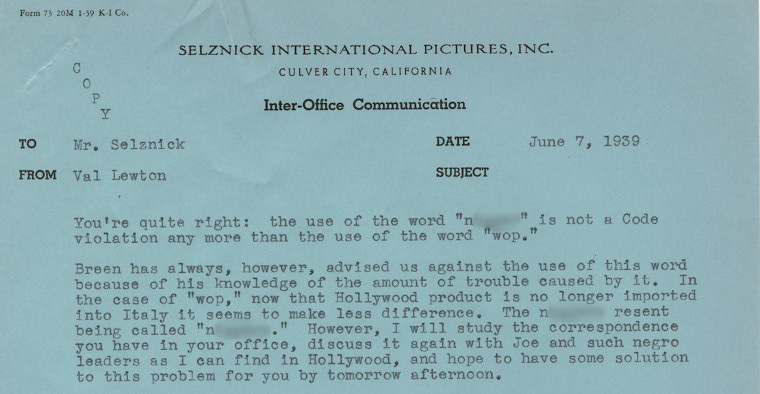 Form 73 20M 1-39 K-I Co.
SELZNICK INTERNATIONAL PICTURES, INC.
CULVER CITY, CALIFORNIA
COPY
Inter-Office Communication
TO Mr. Selznick DATE June 7, 1939
FROM Val Lewton SUBJECT
You're quite right: the use of the word "n " is not a Code
violation any more than the use of the word "wop."
Breen has always, however, advised us against the use of this word
because of his knowledge of the amount of trouble caused by it. In
the case of "wop," now that Hollywood product is no longer imported
into Italy it seems to make less difference. The n resent
being called "n ." However, I will study the correspondence
you have in your office, discuss it again with Joe and such negro
leaders as I can find in Hollywood, and hope to have some solution
to this problem for you by tomorrow afternoon.